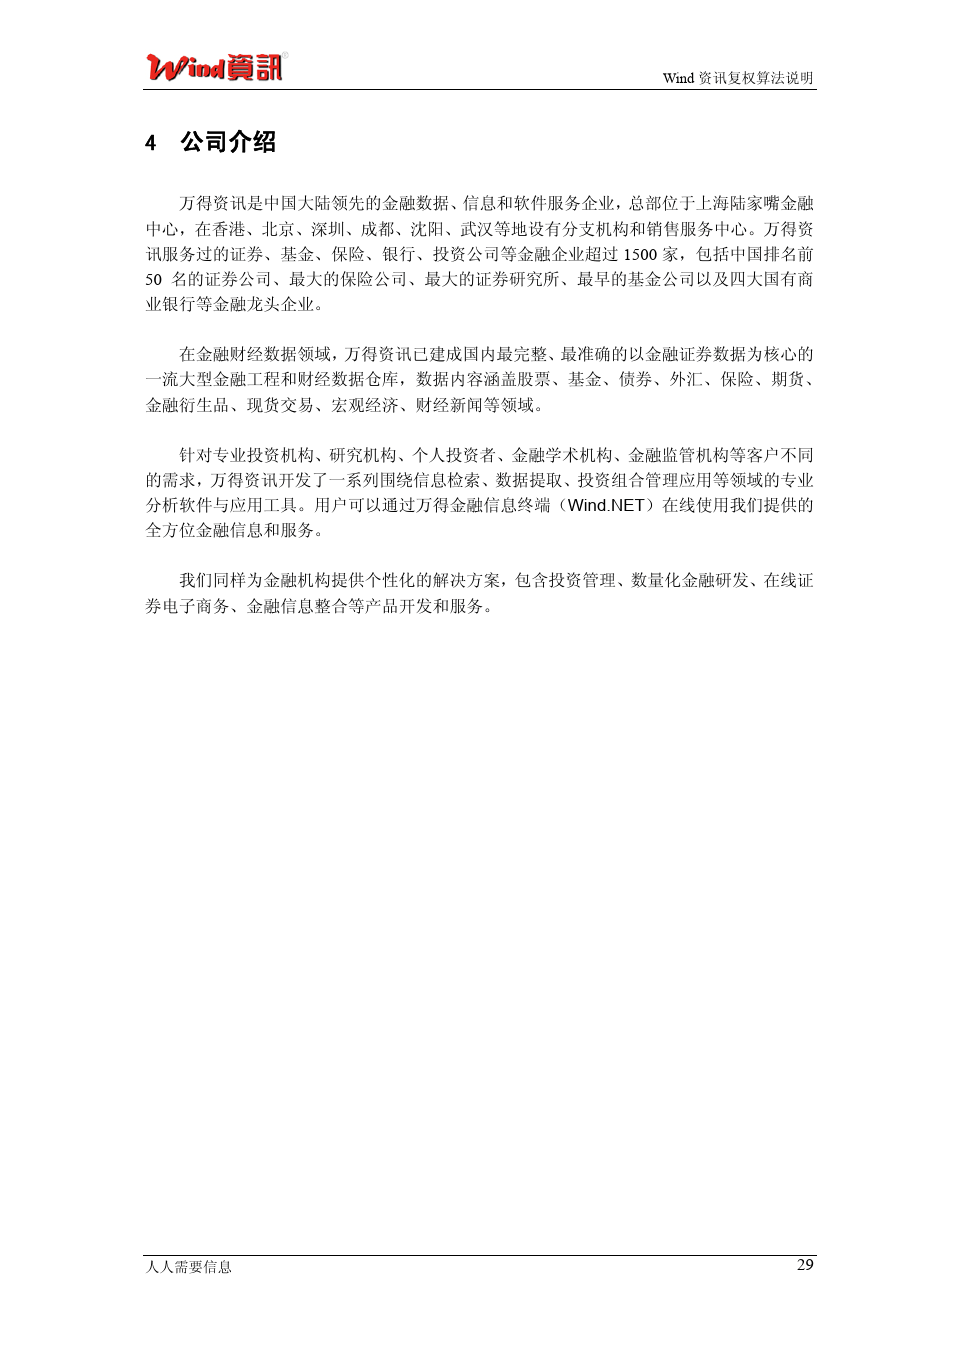 Wind資訊®
Wind 资讯复权算法说明
4 公司介绍
万得资讯是中国大陆领先的金融数据、信息和软件服务企业，总部位于上海陆家嘴金融
中心，在香港、北京、深圳、成都、沈阳、武汉等地设有分支机构和销售服务中心。万得资
讯服务过的证券、基金、保险、银行、投资公司等金融企业超过 1500 家，包括中国排名前
50 名的证券公司、最大的保险公司、最大的证券研究所、最早的基金公司以及四大国有商
业银行等金融龙头企业。
在金融财经数据领域，万得资讯已建成国内最完整、最准确的以金融证券数据为核心的
一流大型金融工程和财经数据仓库，数据内容涵盖股票、基金、债券、外汇、保险、期货、
金融衍生品、现货交易、宏观经济、财经新闻等领域。
针对专业投资机构、研究机构、个人投资者、金融学术机构、金融监管机构等客户不同
的需求，万得资讯开发了一系列围绕信息检索、数据提取、投资组合管理应用等领域的专业
分析软件与应用工具。用户可以通过万得金融信息终端（Wind.NET）在线使用我们提供的
全方位金融信息和服务。
我们同样为金融机构提供个性化的解决方案，包含投资管理、数量化金融研发、在线证
券电子商务、金融信息整合等产品开发和服务。
人人需要信息
29